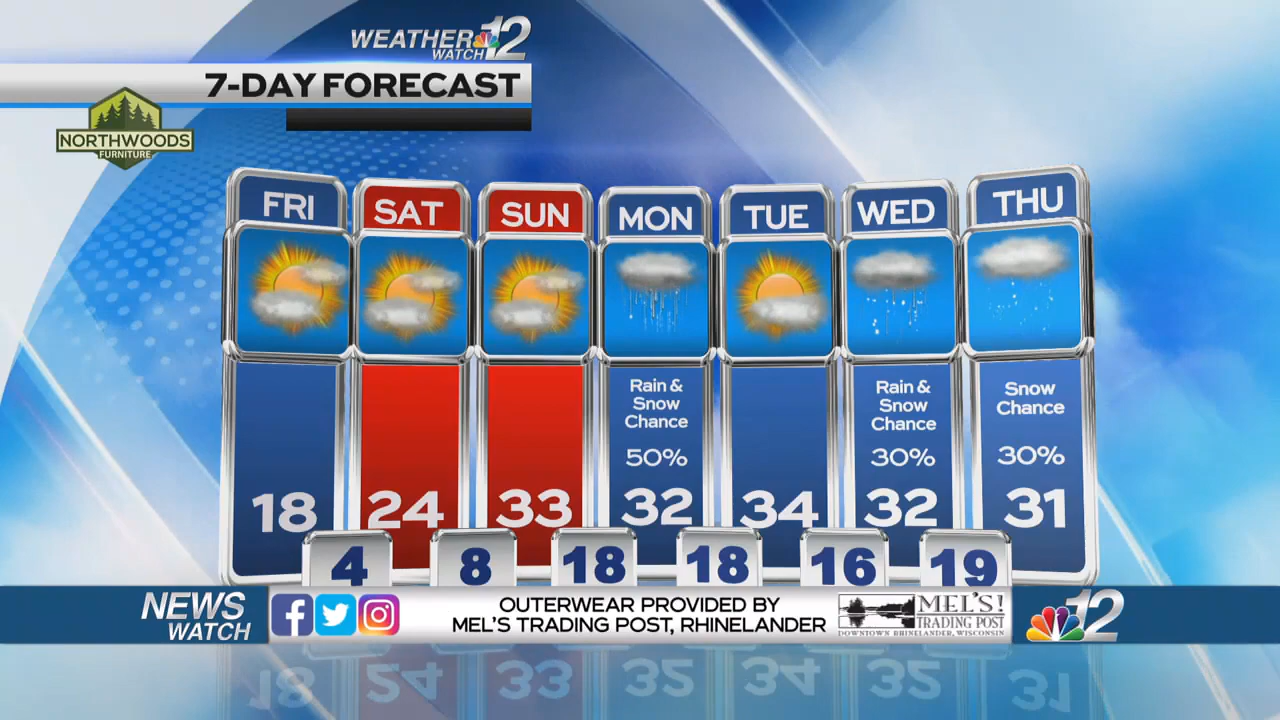 WEATHER
WATCH 12
7-DAY FORECAST
NORTHWOODS
FURNITURE
FRI SAT SUN MON TUE WED THU
Rain &
Snow
Chance
50%
Rain &
Snow
Chance
30%
Snow
Chance
30%
18 24 33 32 34 32 31
4 8 18 18 16 19
NEWS
WATCH
OUTERWEAR PROVIDED BY
MEL'S TRADING POST, RHINELANDER
MEL'S!
TRADING POST
DOWNTOWN RHINELANDER, WISCONSIN
12